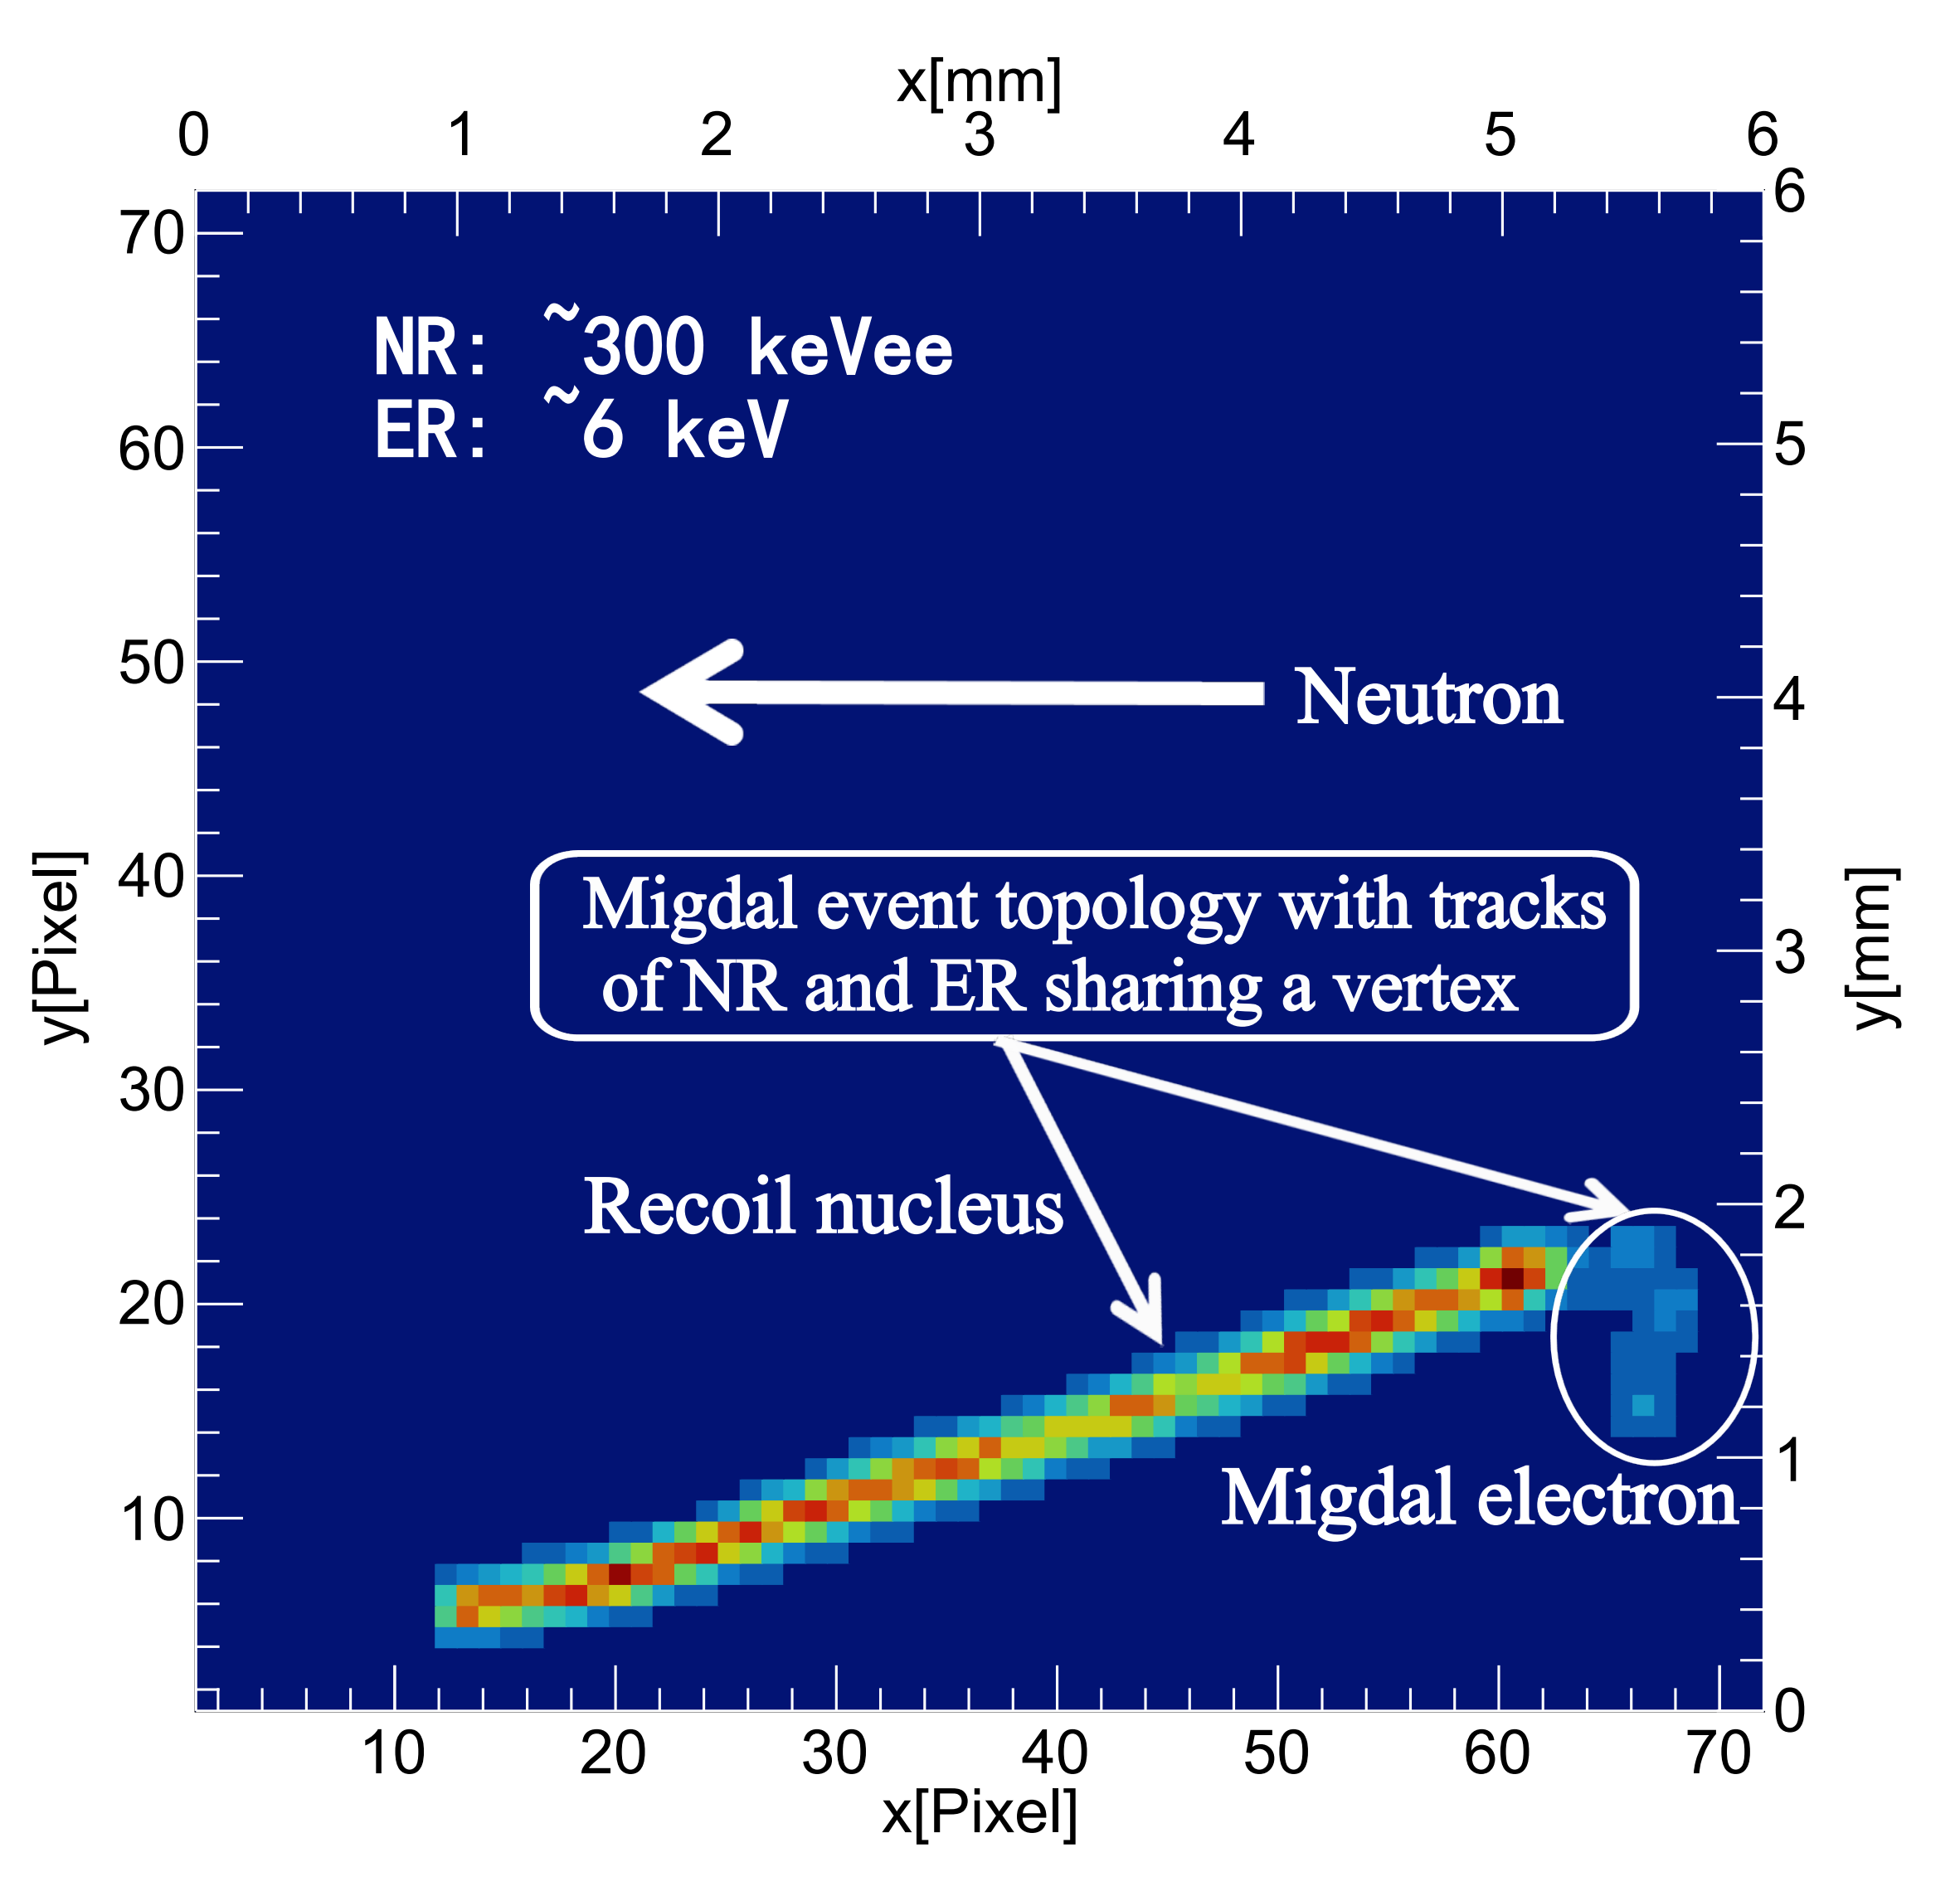 x[mm]
0 1 2 3 4 5 6
70 6
NR: ~300 keVee
ER: ~6 keV
60 5
50 Neutron 4
y[Pixel] y[mm]
40 3
Migdal event topology with tracks
of NR and ER sharing a vertex
30
Recoil nucleus 2
20
Migdal electron 1
10
0
10 20 30 40 50 60 70
x[Pixel]